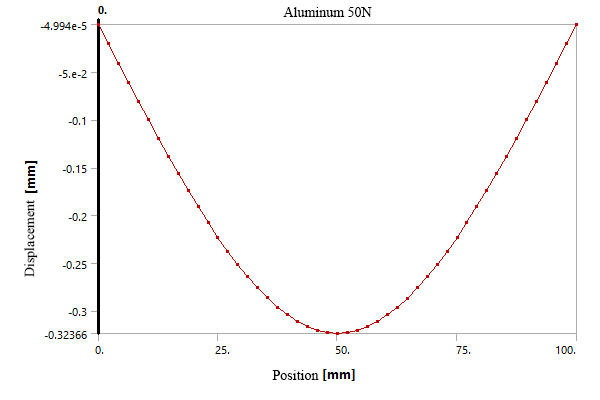 0.
Aluminum 50N
-4.994e-5
-5.e-2
-0.1
-0.15
-0.2
-0.25
-0.3
-0.32366
Displacement [mm]
0. 25. 50. 75. 100.
Position [mm]